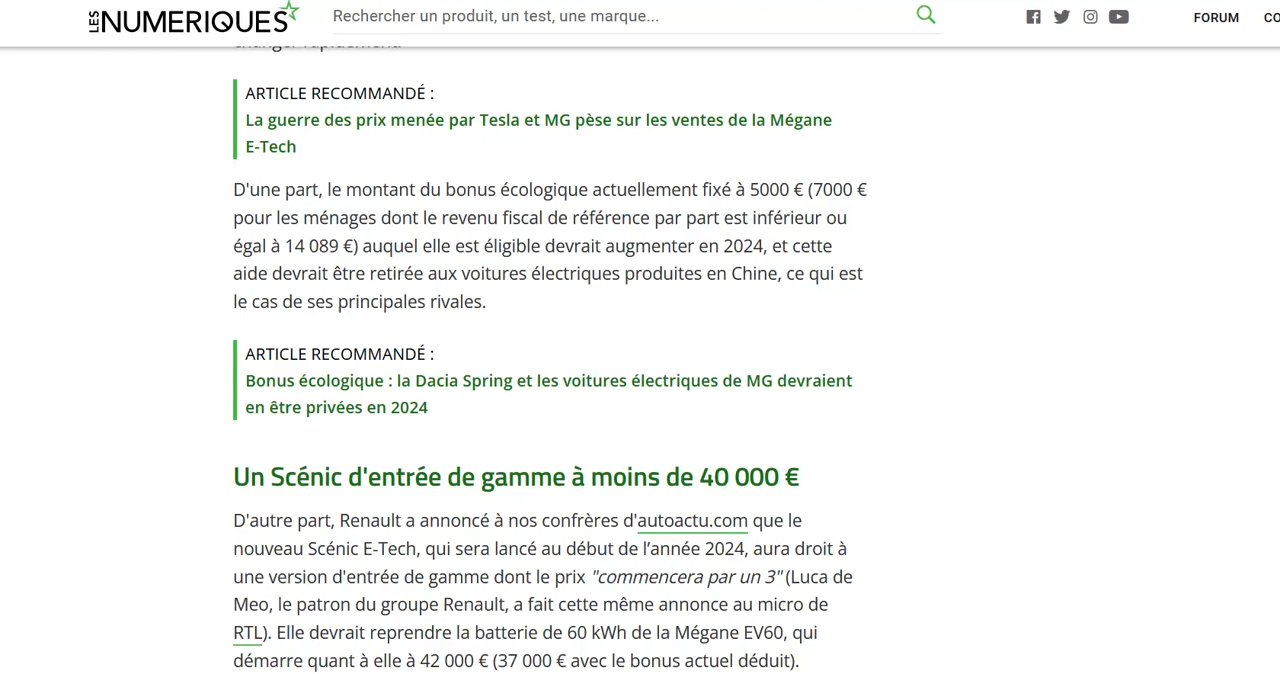 LES NUMERIQUES
Rechercher un produit, un test, une marque...
FORUM
CO
changer rapidement.
ARTICLE RECOMMANDÉ :
La guerre des prix menée par Tesla et MG pèse sur les ventes de la Mégane
E-Tech
D'une part, le montant du bonus écologique actuellement fixé à 5000 € (7000 €
pour les ménages dont le revenu fiscal de référence par part est inférieur ou
égal à 14 089 €) auquel elle est éligible devrait augmenter en 2024, et cette
aide devrait être retirée aux voitures électriques produites en Chine, ce qui est
le cas de ses principales rivales.
ARTICLE RECOMMANDÉ :
Bonus écologique : la Dacia Spring et les voitures électriques de MG devraient
en être privées en 2024
Un Scénic d'entrée de gamme à moins de 40 000 €
D'autre part, Renault a annoncé à nos confrères d'autoactu.com que le
nouveau Scénic E-Tech, qui sera lancé au début de l’année 2024, aura droit à
une version d'entrée de gamme dont le prix "commencera par un 3" (Luca de
Meo, le patron du groupe Renault, a fait cette même annonce au micro de
RTL). Elle devrait reprendre la batterie de 60 kWh de la Mégane EV60, qui
démarre quant à elle à 42 000 € (37 000 € avec le bonus actuel déduit).